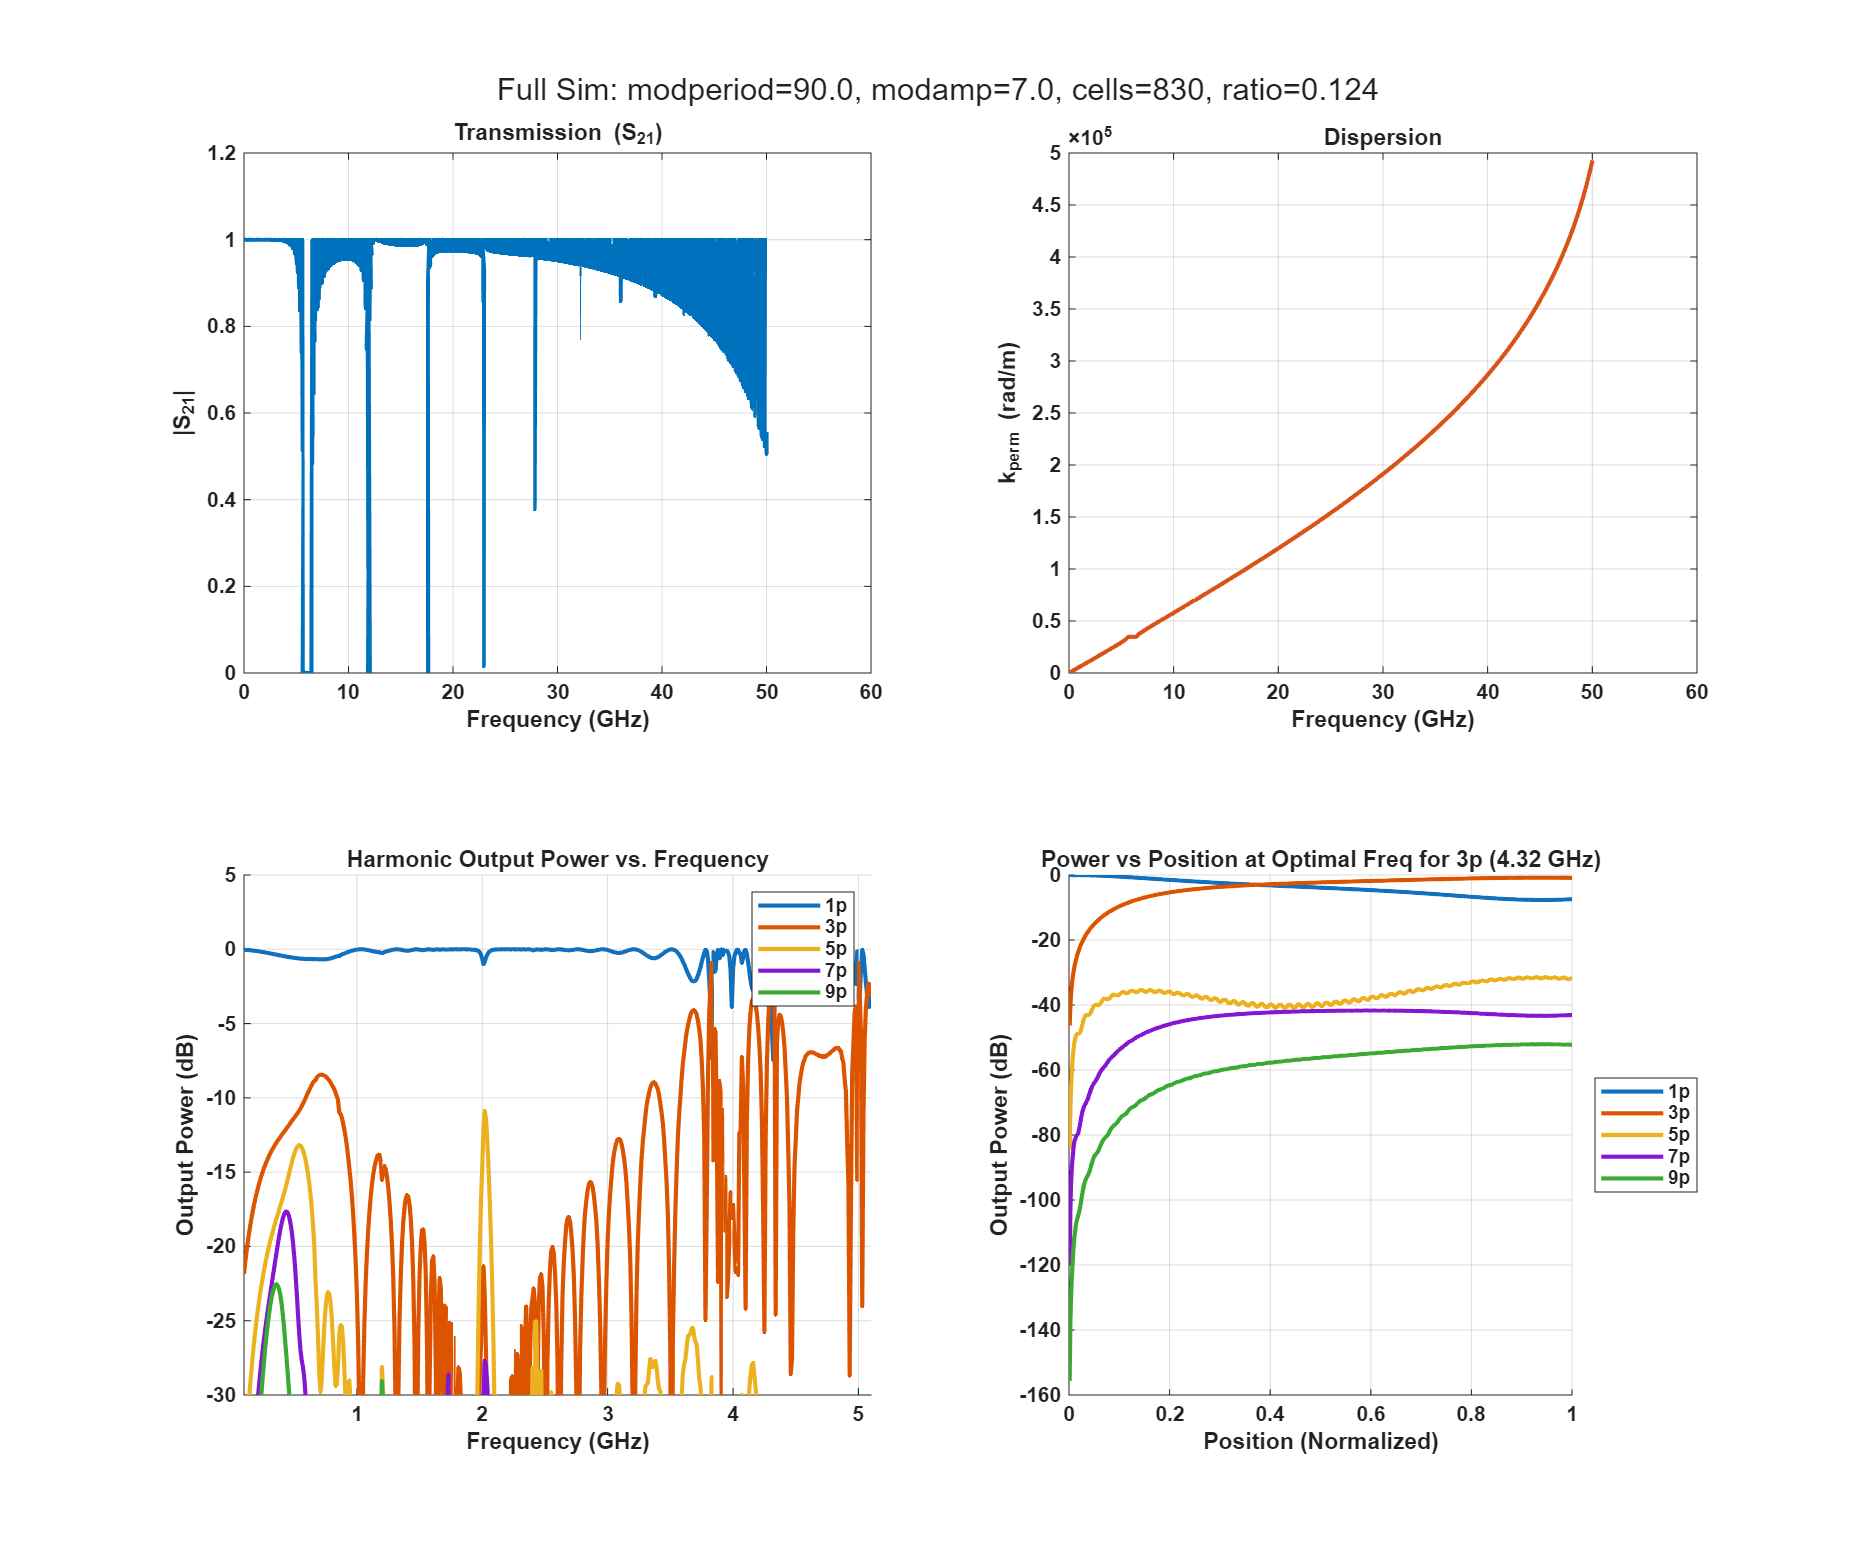 Full Sim: modperiod=90.0, modamp=7.0, cells=830, ratio=0.124
Transmission (S21)
1.2
1
0.8
0.6
0.4
0.2
0
|S21|
0 10 20 30 40 50 60
Frequency (GHz)
×10^5
Dispersion
5
4.5
4
3.5
3
2.5
2
1.5
1
0.5
0
kperm (rad/m)
0 10 20 30 40 50 60
Frequency (GHz)
Harmonic Output Power vs. Frequency
5
0
-5
-10
-15
-20
-25
-30
Output Power (dB)
1p
3p
5p
7p
9p
1 2 3 4 5
Frequency (GHz)
Power vs Position at Optimal Freq for 3p (4.32 GHz)
0
-20
-40
-60
-80
-100
-120
-140
-160
Output Power (dB)
0 0.2 0.4 0.6 0.8 1
Position (Normalized)
1p
3p
5p
7p
9p